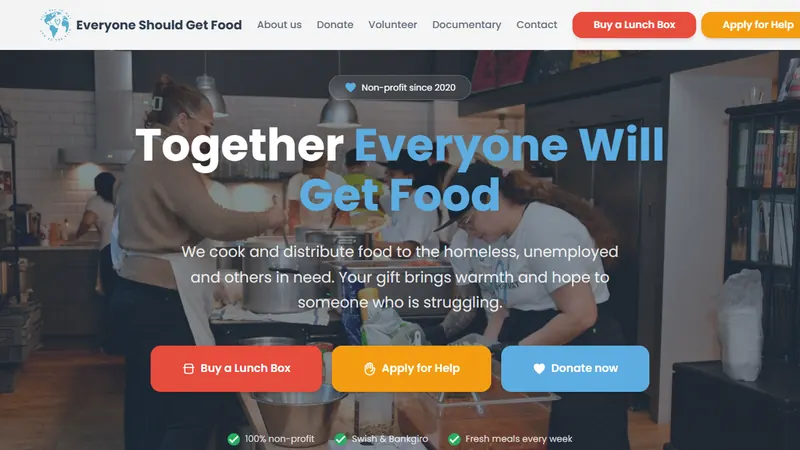 Everyone Should Get Food
About us
Donate
Volunteer
Documentary
Contact
Buy a Lunch Box
Apply for Help
Non-profit since 2020
Together Everyone Will
Get Food
We cook and distribute food to the homeless, unemployed
and others in need. Your gift brings warmth and hope to
someone who is struggling.
Buy a Lunch Box
Apply for Help
Donate now
100% non-profit
Swish & Bankgiro
Fresh meals every week